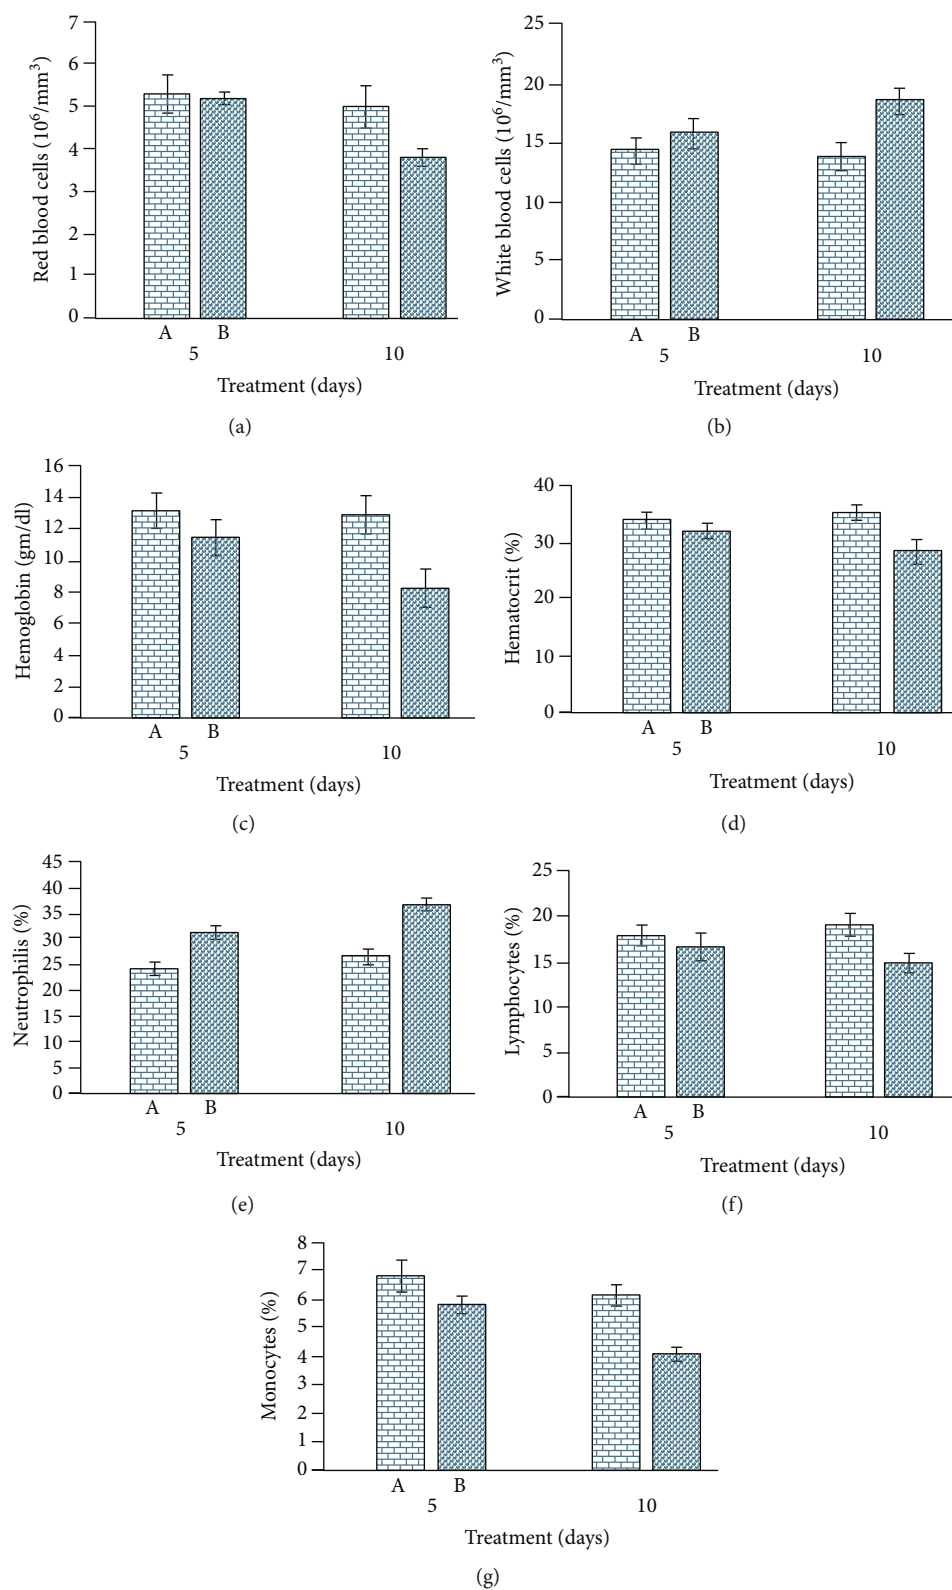 7
6
5
4
3
2
1
0
Red blood cells (10⁶/mm³)
A B
5 10
Treatment (days)
(a)
25
20
15
10
5
0
White blood cells (10⁶/mm³)
A B
5 10
Treatment (days)
(b)
16
14
12
10
8
6
4
2
0
Hemoglobin (gm/dl)
A B
5 10
Treatment (days)
(c)
40
30
20
10
0
Hematocrit (%)
A B
5 10
Treatment (days)
(d)
45
40
35
30
25
20
15
10
5
0
Neutrophilis (%)
A B
5 10
Treatment (days)
(e)
25
20
15
10
5
0
Lymphocytes (%)
A B
5 10
Treatment (days)
(f)
8
7
6
5
4
3
2
1
0
Monocytes (%)
A B
5 10
Treatment (days)
(g)